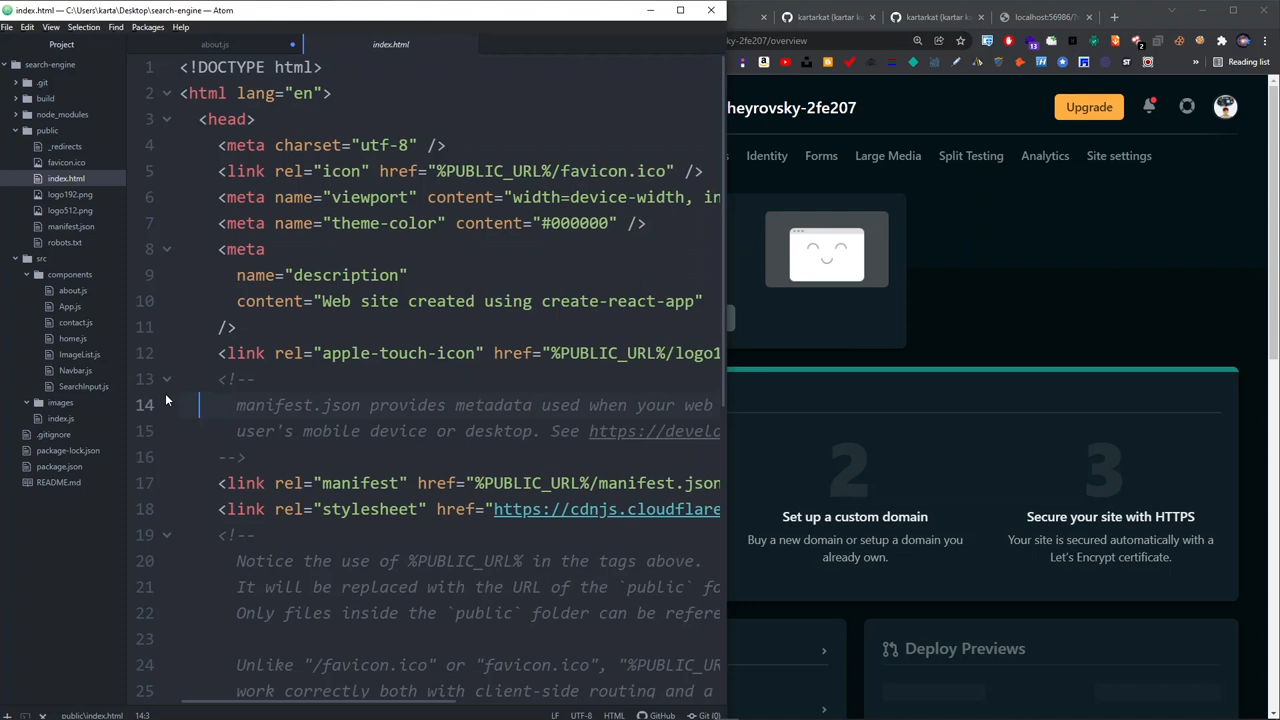 index.html — C:\Users\karta\Desktop\search-engine — Atom
File Edit View Selection Find Packages Help
Project
search-engine
.git
build
node_modules
public
_redirects
favicon.ico
index.html
logo192.png
logo512.png
manifest.json
robots.txt
src
components
about.js
App.js
contact.js
home.js
ImageList.js
Navbar.js
SearchInput.js
images
index.js
.gitignore
package-lock.json
package.json
README.md
about.js
index.html
1 <!DOCTYPE html>
2 <html lang="en">
3 <head>
4 <meta charset="utf-8" />
5 <link rel="icon" href="%PUBLIC_URL%/favicon.ico" />
6 <meta name="viewport" content="width=device-width, in
7 <meta name="theme-color" content="#000000" />
8 <meta
9 name="description"
10 content="Web site created using create-react-app"
11 />
12 <link rel="apple-touch-icon" href="%PUBLIC_URL%/logo1
13 <!--
14 manifest.json provides metadata used when your web
15 user's mobile device or desktop. See https://develo
16 -->
17 <link rel="manifest" href="%PUBLIC_URL%/manifest.json
18 <link rel="stylesheet" href="https://cdnjs.cloudflare
19 <!--
20 Notice the use of %PUBLIC_URL% in the tags above.
21 It will be replaced with the URL of the `public` fo
22 Only files inside the `public` folder can be refere
23
24 Unlike "/favicon.ico" or "favicon.ico", "%PUBLIC_UR
25 work correctly both with client-side routing and a
public\index.html 14:3
LF UTF-8 HTML GitHub Git (0)
kartarkat (kartar k
kartarkat (kartar k
localhost:56986/?
sky-2fe207/overview
Reading list
heyrovsky-2fe207
Upgrade
Identity Forms Large Media Split Testing Analytics Site settings
2
Set up a custom domain
Buy a new domain or setup a domain you
already own.
3
Secure your site with HTTPS
Your site is secured automatically with a
Let's Encrypt certificate.
Deploy Previews